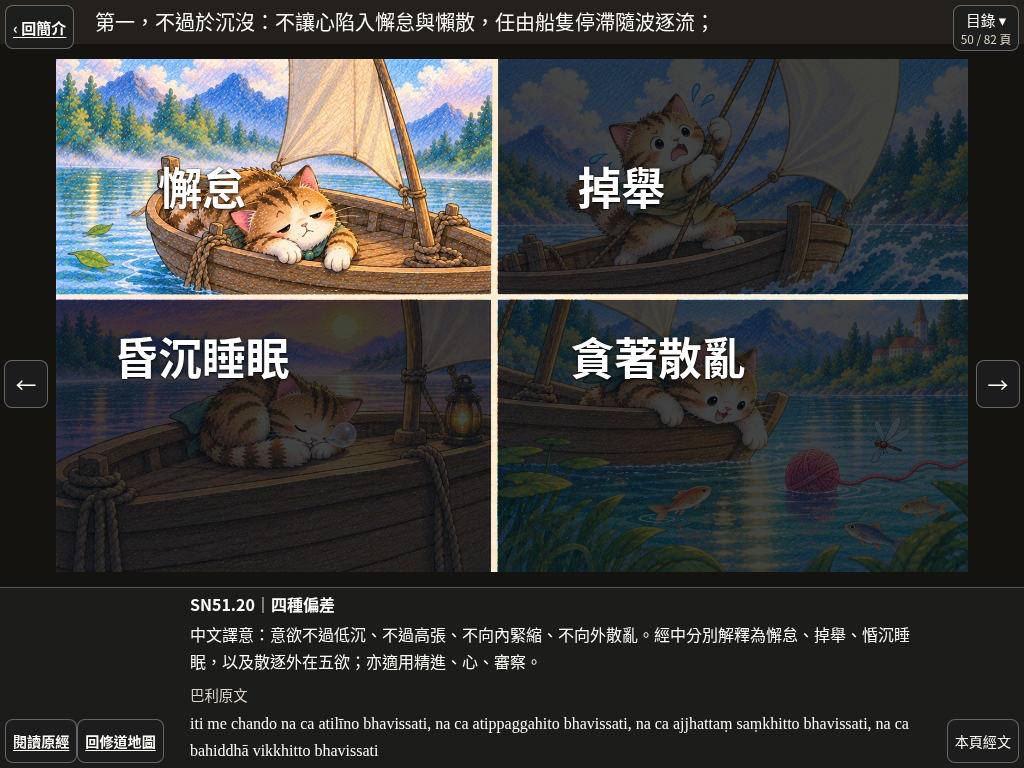 ‹ 回簡介
第一，不過於沉沒：不讓心陷入懈怠與懶散，任由船隻停滯隨波逐流；
目錄 ▾
50 / 82 頁
懈怠
掉舉
昏沉睡眠
貪著散亂
←
→
SN51.20｜四種偏差
中文譯意：意欲不過低沉、不過高張、不向內緊縮、不向外散亂。經中分別解釋為懈怠、掉舉、惛沉睡
眠，以及散逐外在五欲；亦適用精進、心、審察。
巴利原文
iti me chando na ca atilīno bhavissati, na ca atippaggahito bhavissati, na ca ajjhattaṃ saṃkhitto bhavissati, na ca
bahiddhā vikkhitto bhavissati
閱讀原經
回修道地圖
本頁經文